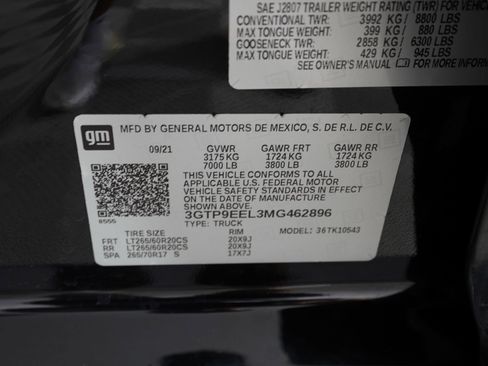 SAE J2807 TRAILER WEIGHT RATING (TWR) FOR VEHICLE
CONVENTIONAL TWR: 3992 KG / 8800 LBS
MAX TONGUE WEIGHT: 399 KG / 880 LBS
GOOSENECK TWR: 2858 KG / 6300 LBS
MAX TONGUE WEIGHT: 429 KG / 945 LBS
SEE OWNER'S MANUAL FOR MORE INFORM
gm
MFD BY GENERAL MOTORS DE MEXICO, S. DE R.L. DE C.V.
09/21 GVWR GAWR FRT GAWR RR
3175 KG 1724 KG 1724 KG
7000 LB 3800 LB 3800 LB
THIS VEHICLE CONFORMS TO ALL
APPLICABLE U.S. FEDERAL MOTOR
VEHICLE SAFETY STANDARDS IN EFFECT
ON THE DATE OF MANUFACTURE
SHOWN ABOVE.
3GTP9EEL3MG462896
TYPE: TRUCK MODEL: 36TK10543
TIRE SIZE RIM
FRT LT265/60R20CS 20X9J
RR LT265/60R20CS 20X9J
SPA 265/70R17 S 17X7J